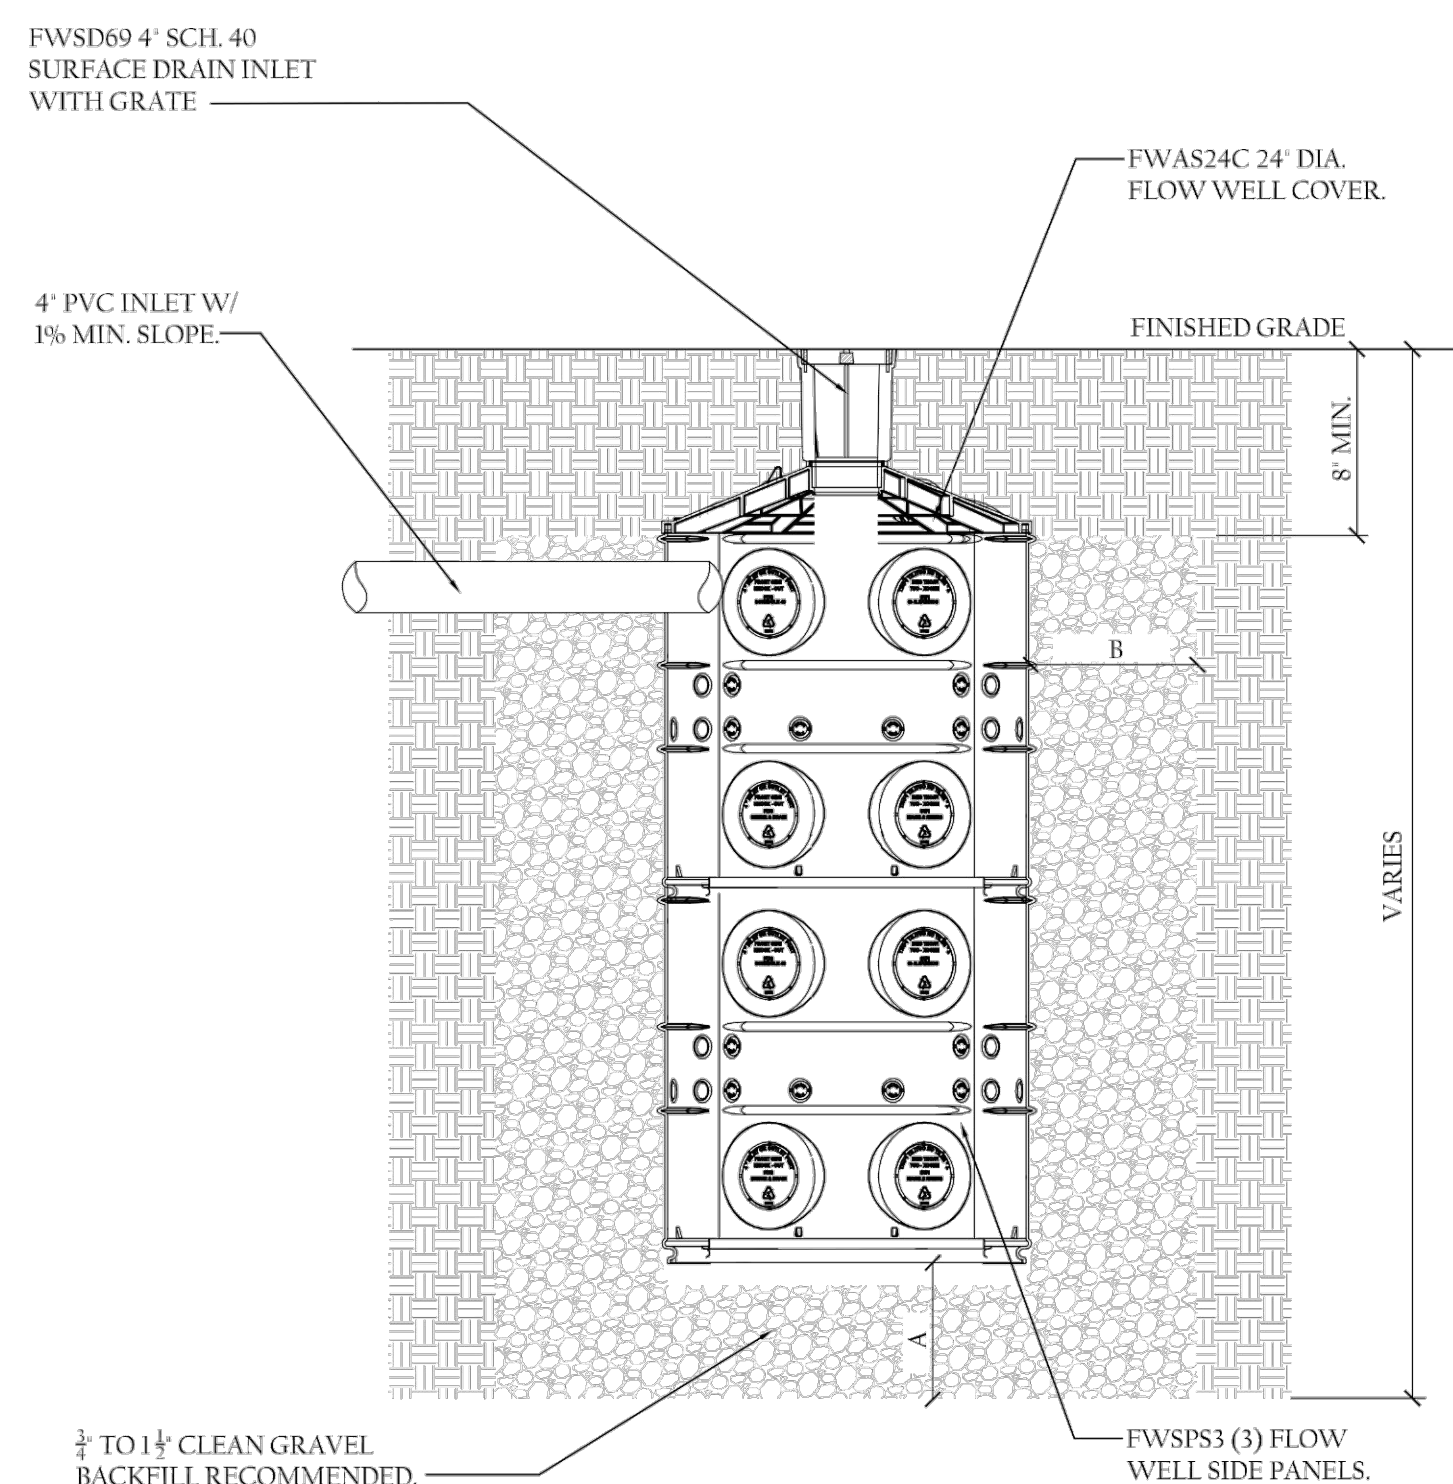 FWSD69 4" SCH. 40
SURFACE DRAIN INLET
WITH GRATE
FWAS24C 24" DIA.
FLOW WELL COVER.
4" PVC INLET W/
1% MIN. SLOPE.
FINISHED GRADE
8" MIN.
B
VARIES
A
3/4" TO 1 1/2" CLEAN GRAVEL
BACKFILL RECOMMENDED.
FWSPS3 (3) FLOW
WELL SIDE PANELS.